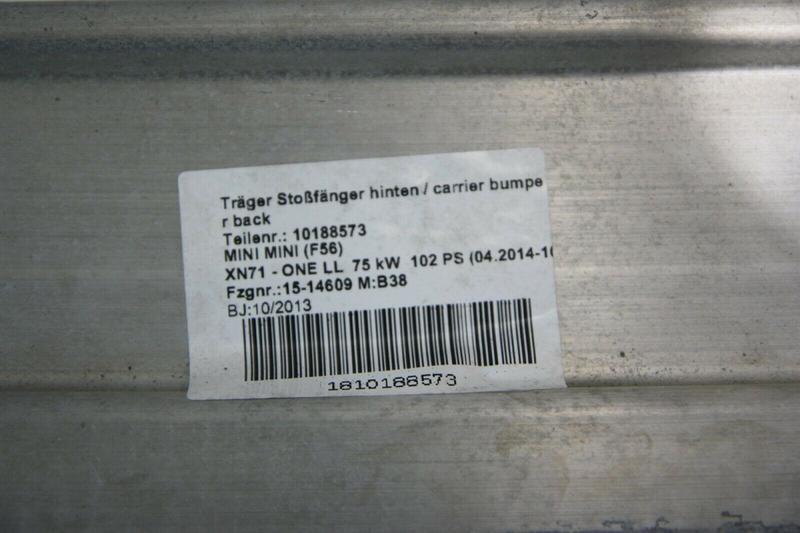 Träger Stoßfänger hinten / carrier bumpe
r back
Teilenr.: 10188573
MINI MINI (F56)
XN71 - ONE LL 75 kW 102 PS (04.2014-10
Fzgnr.:15-14609 M:B38
BJ:10/2013
1810188573